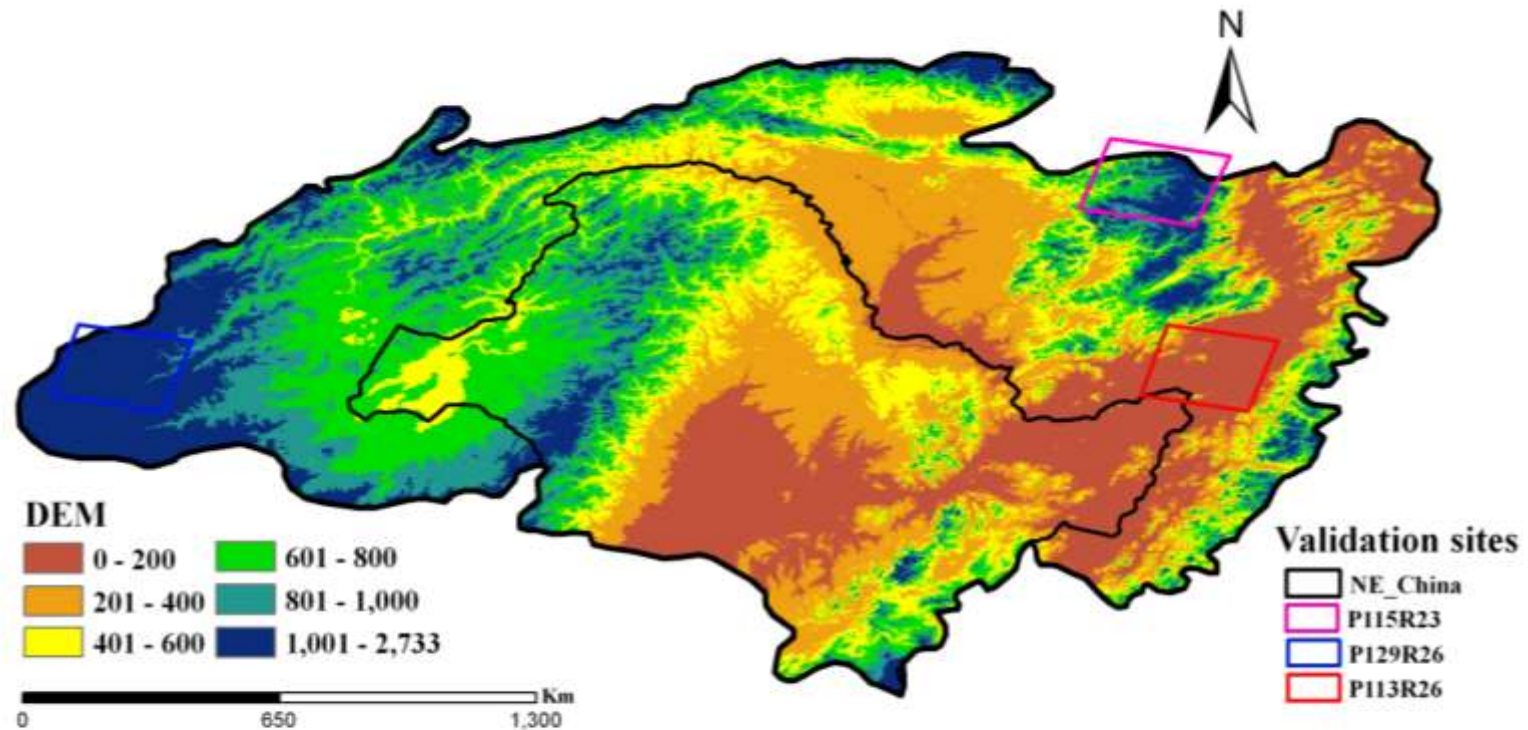 N
DEM
0 - 200
601 - 800
201 - 400
801 - 1,000
401 - 600
1,001 - 2,733
Km
0
650
1,300
Validation sites
NE_China
P115R23
P129R26
P113R26